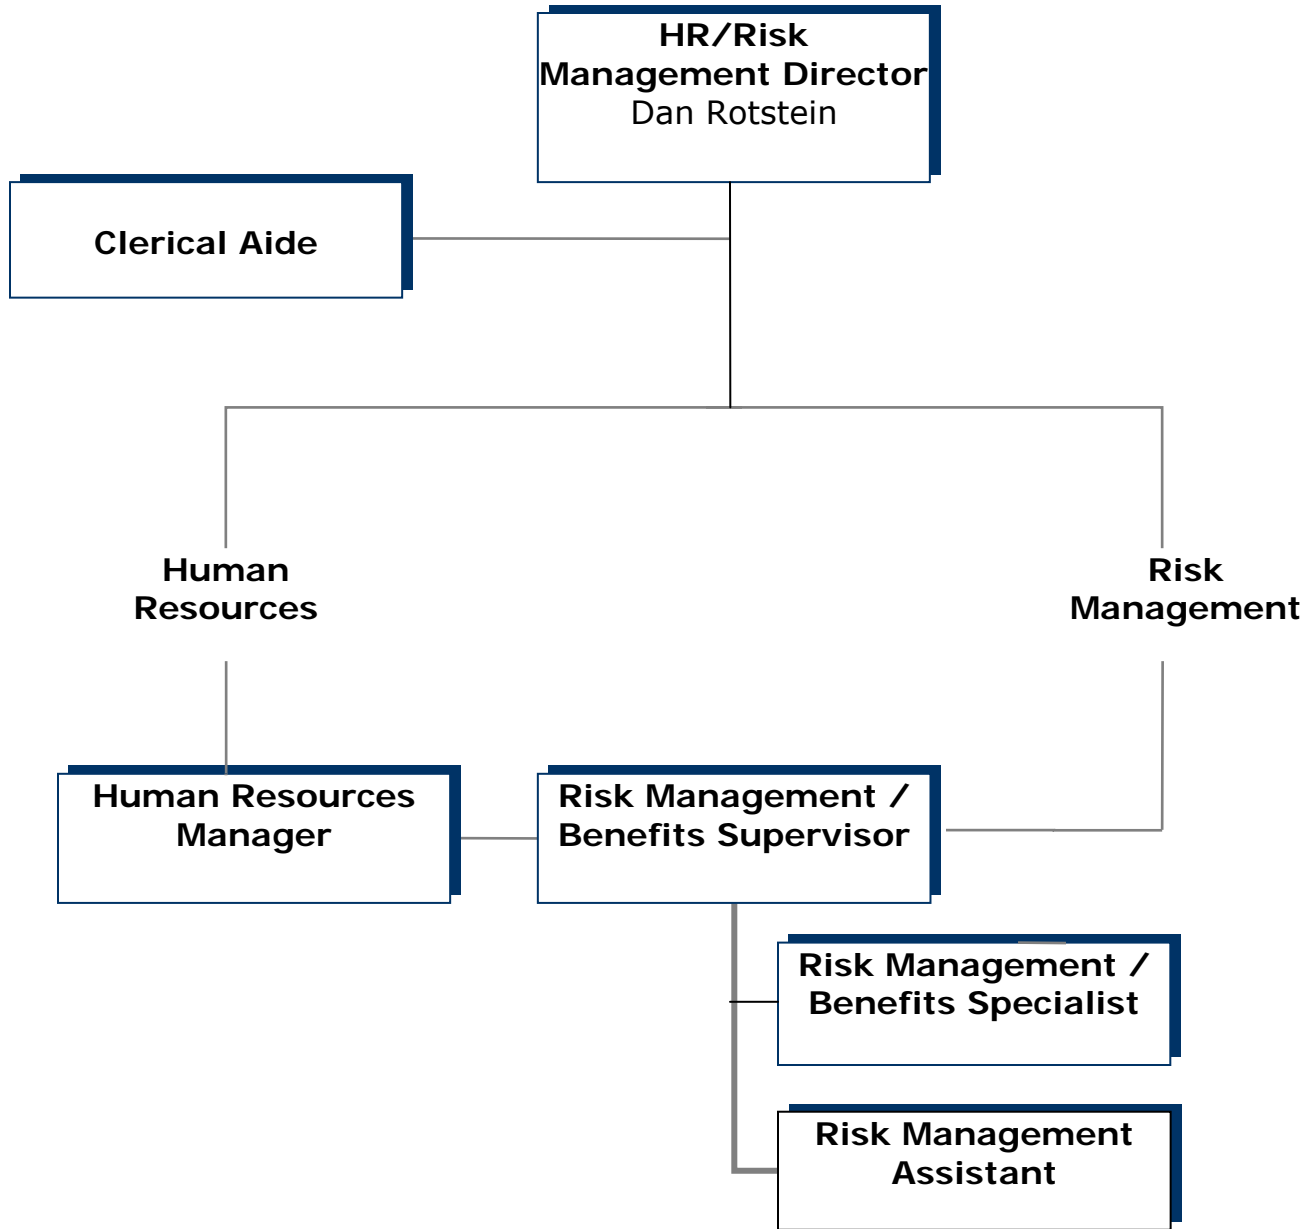 HR/Risk
Management Director
Dan Rotstein
Clerical Aide
Human
Resources
Risk
Management
Human Resources
Manager
Risk Management /
Benefits Supervisor
Risk Management /
Benefits Specialist
Risk Management
Assistant